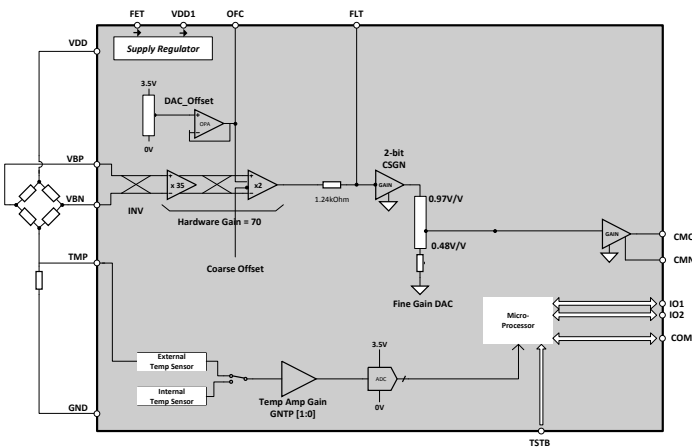 FET VDD1 OFC FLT
VDD
Supply Regulator
3.5V
DAC_Offset
OPA
0V
VBP
VBN
x 35
x2
INV
Hardware Gain = 70
1.24kOhm
2-bit
CSGN
GAIN
0.97V/V
0.48V/V
Fine Gain DAC
GAIN
CMO
CMN
Coarse Offset
TMP
IO1
IO2
COM
Micro-
Processor
External
Temp Sensor
Internal
Temp Sensor
Temp Amp Gain
GNTP [1:0]
3.5V
ADC
0V
GND
TSTB